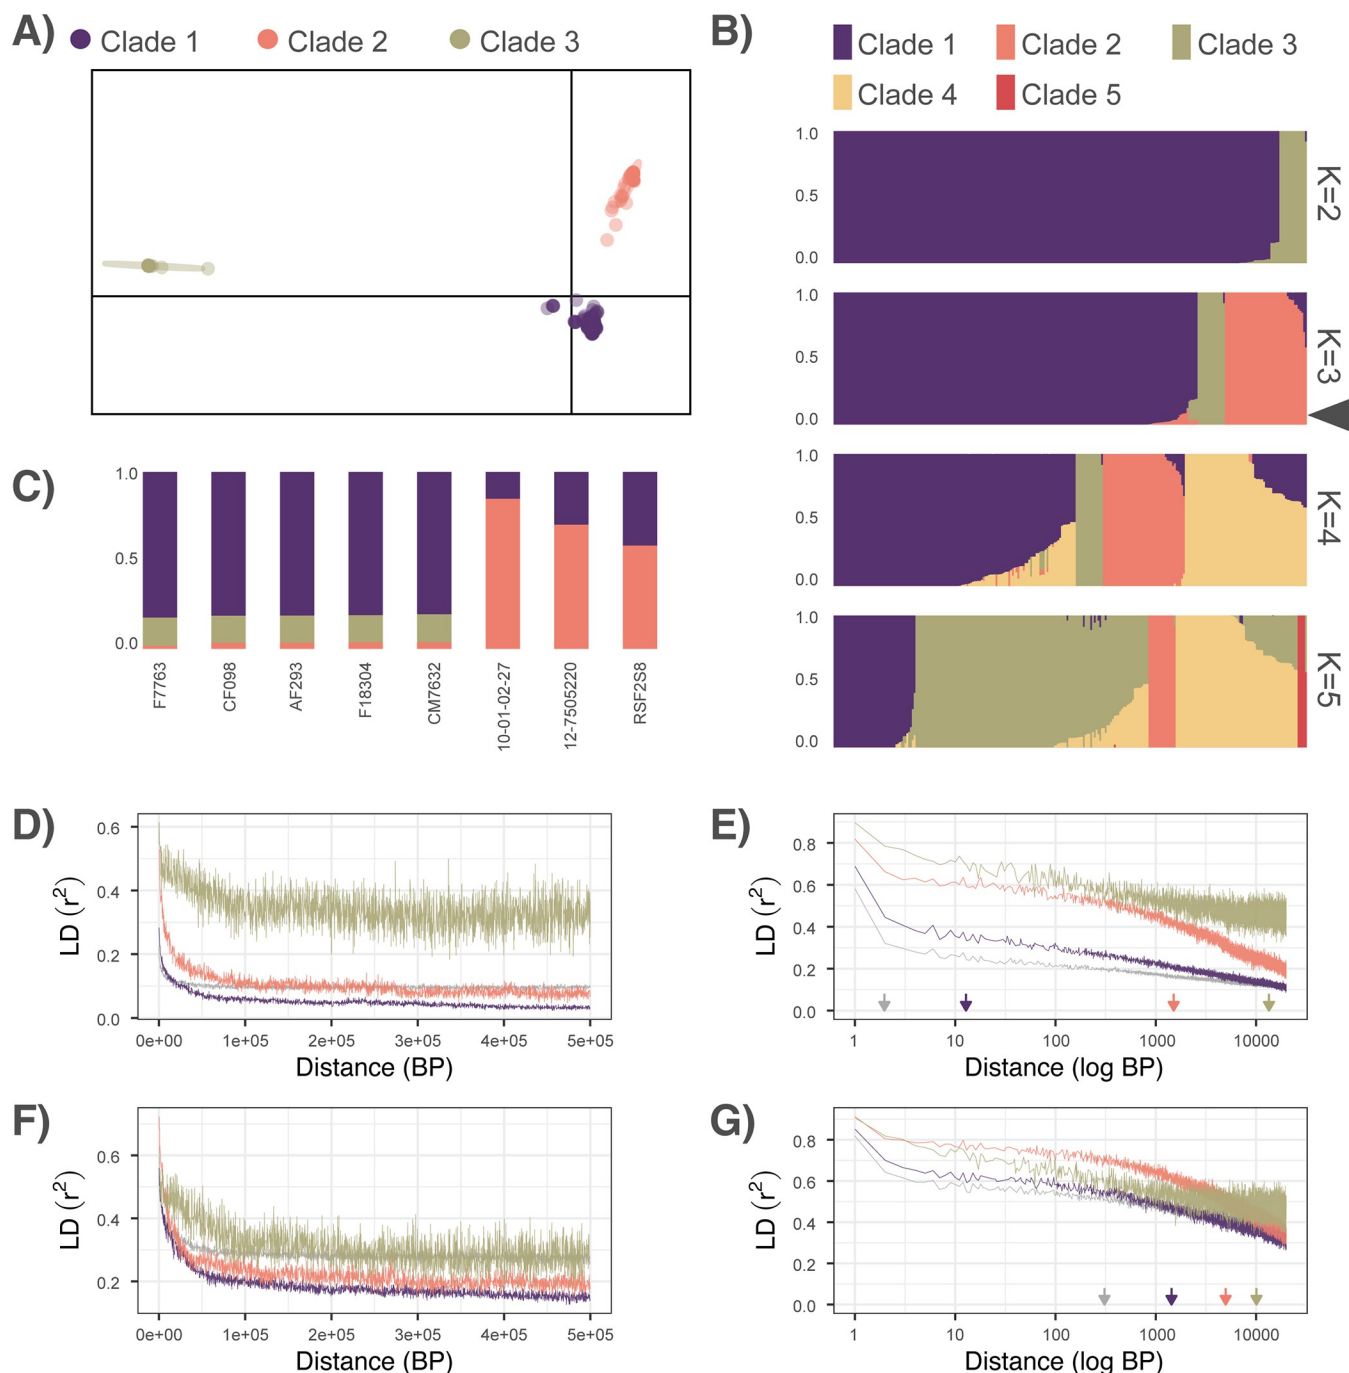 A) Clade 1 Clade 2 Clade 3
B) Clade 1 Clade 2 Clade 3
Clade 4 Clade 5
1.0
0.5
0.0
K=2
1.0
0.5
0.0
K=3
1.0
0.5
0.0
K=4
1.0
0.5
0.0
K=5
C)
1.0
0.5
0.0
F7763 CF098 AF293 F18304 CM7632 10-01-02-27 12-7505220 RSF2S8
D)
LD (r²)
0.6
0.4
0.2
0.0
0e+00 1e+05 2e+05 3e+05 4e+05 5e+05
Distance (BP)
E)
LD (r²)
0.8
0.6
0.4
0.2
0.0
1 10 100 1000 10000
Distance (log BP)
F)
LD (r²)
0.6
0.4
0.2
0e+00 1e+05 2e+05 3e+05 4e+05 5e+05
Distance (BP)
G)
LD (r²)
0.8
0.6
0.4
0.2
0.0
1 10 100 1000 10000
Distance (log BP)